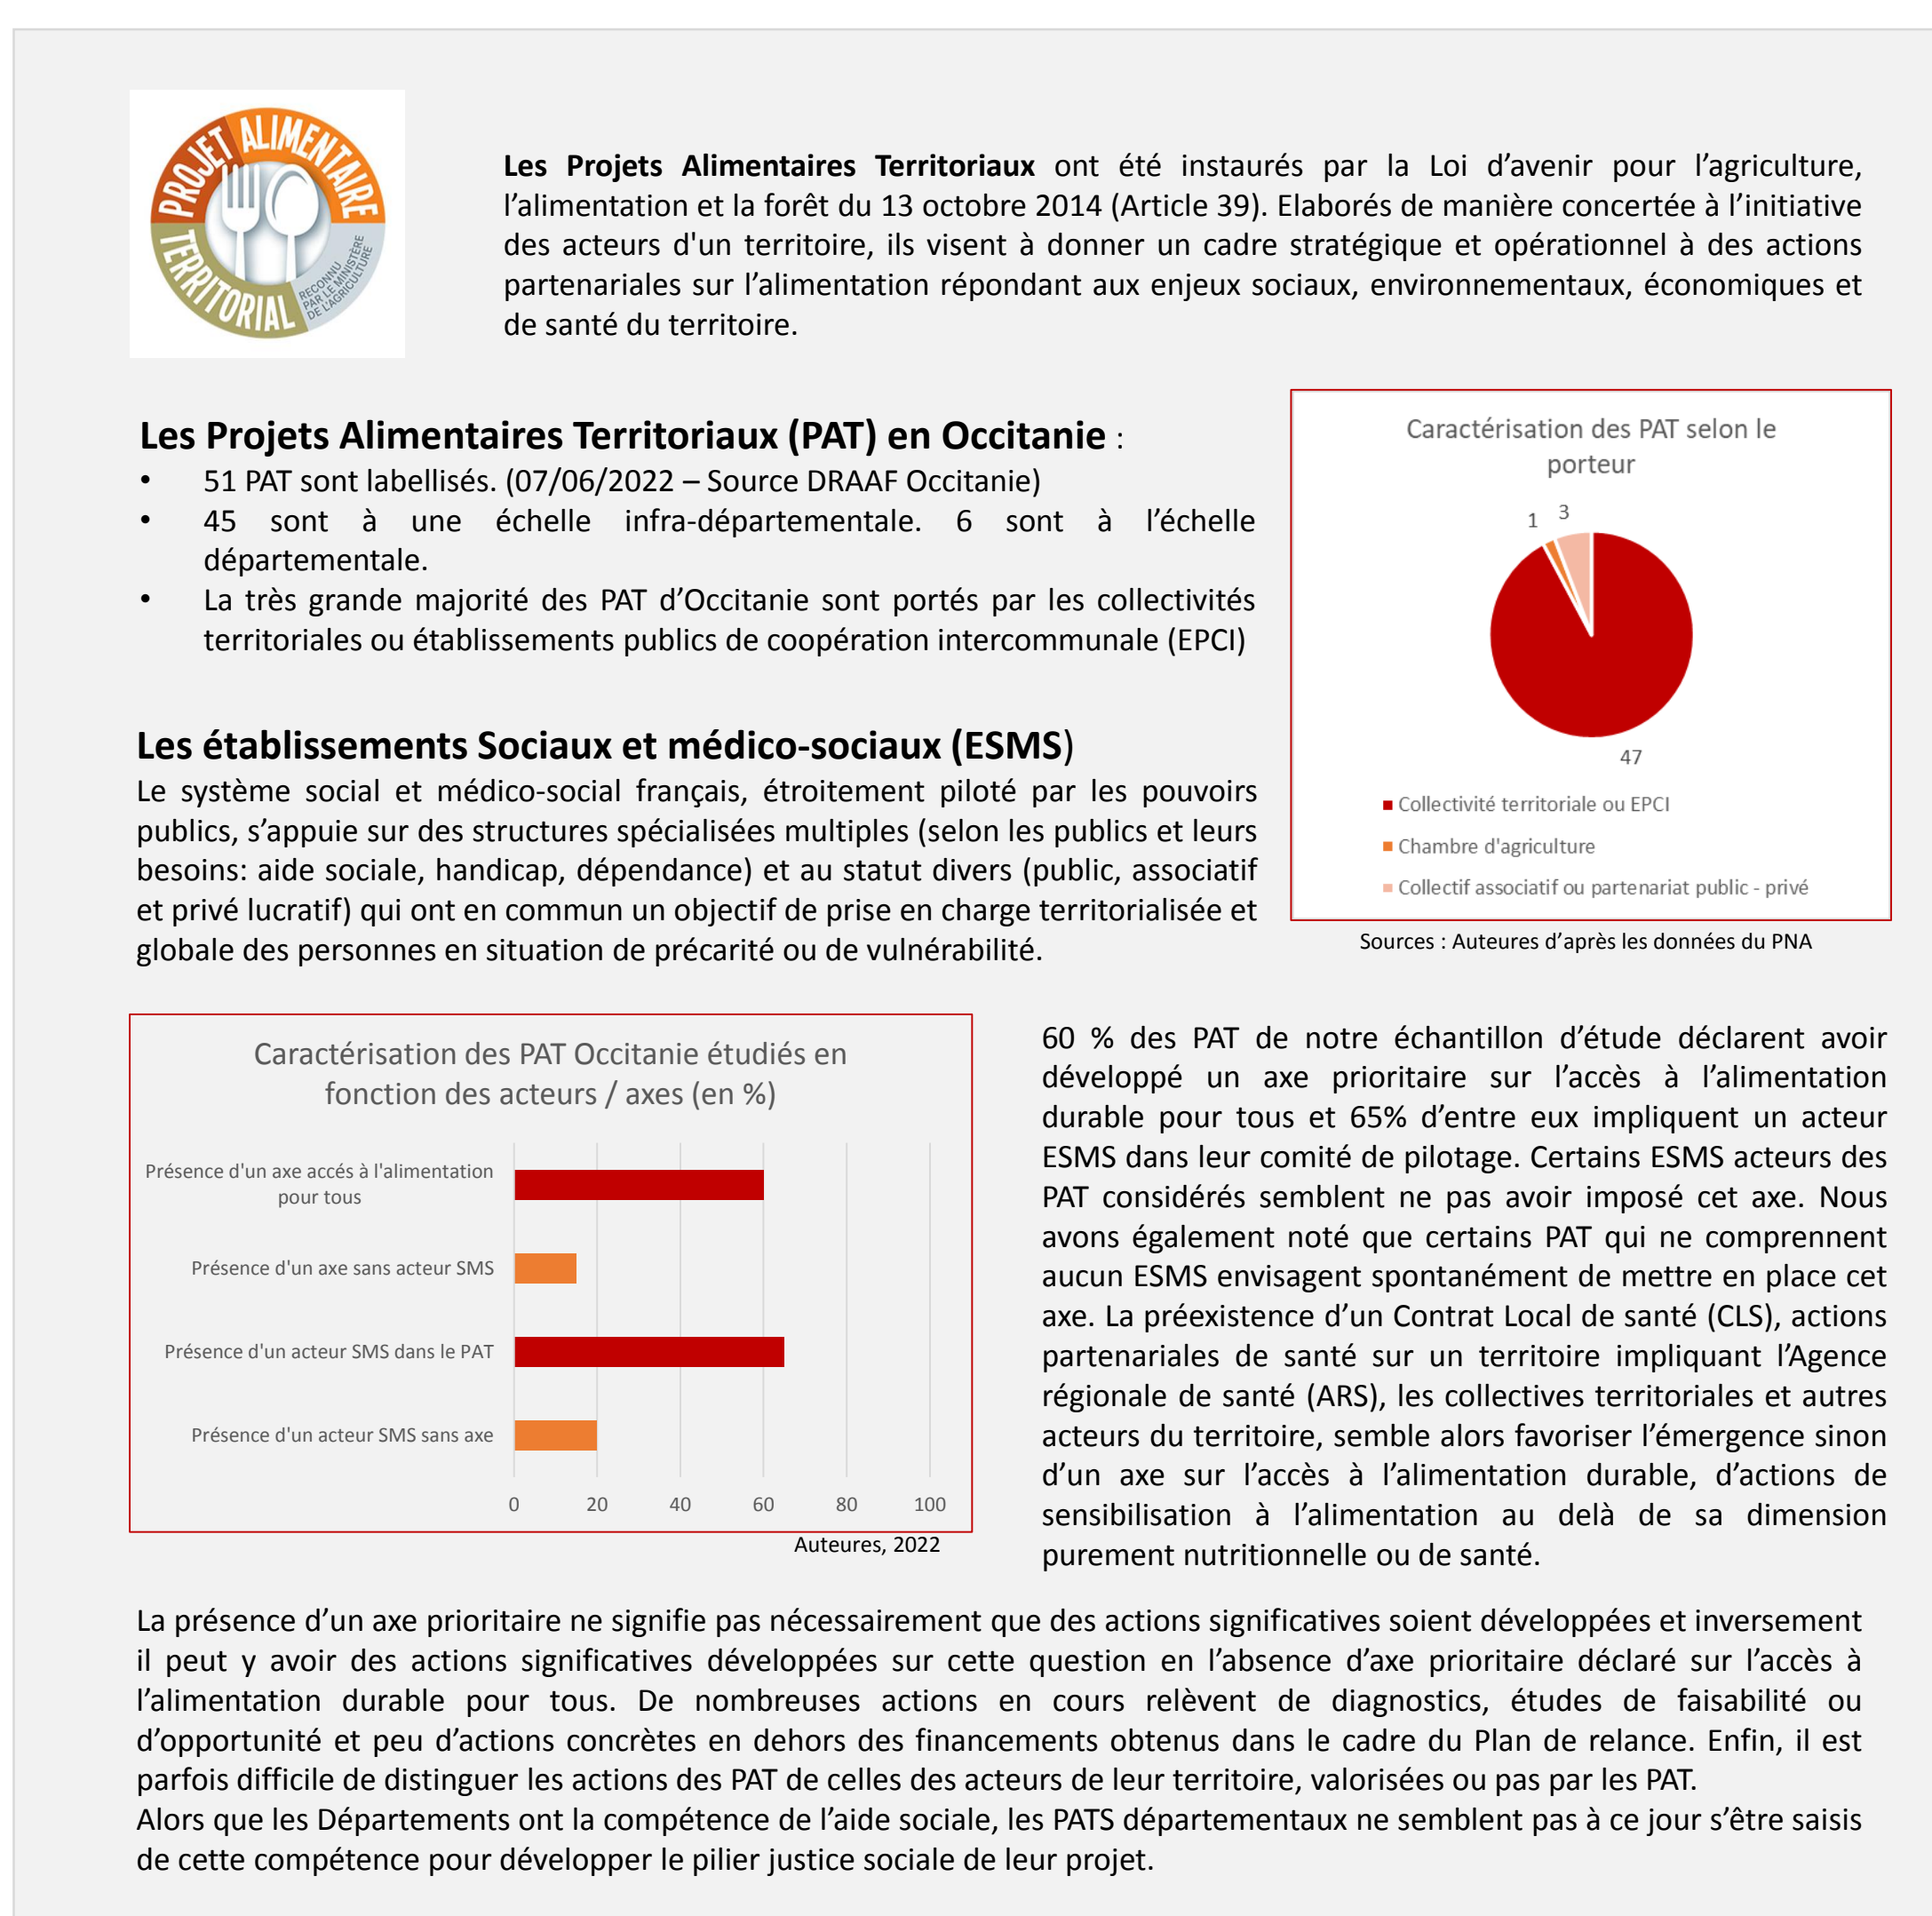 PROJET ALIMENTAIRE
TERRITORIAL
RECONNU
PAR LE MINISTÈRE
DE L'AGRICULTURE
Les Projets Alimentaires Territoriaux ont été instaurés par la Loi d’avenir pour l’agriculture,
l’alimentation et la forêt du 13 octobre 2014 (Article 39). Elaborés de manière concertée à l’initiative
des acteurs d'un territoire, ils visent à donner un cadre stratégique et opérationnel à des actions
partenariales sur l’alimentation répondant aux enjeux sociaux, environnementaux, économiques et
de santé du territoire.
Les Projets Alimentaires Territoriaux (PAT) en Occitanie :
• 51 PAT sont labellisés. (07/06/2022 – Source DRAAF Occitanie)
• 45 sont à une échelle infra-départementale. 6 sont à l’échelle
départementale.
• La très grande majorité des PAT d’Occitanie sont portés par les collectivités
territoriales ou établissements publics de coopération intercommunale (EPCI)
Caractérisation des PAT selon le
porteur
1 3
47
■ Collectivité territoriale ou EPCI
■ Chambre d'agriculture
■ Collectif associatif ou partenariat public - privé
Sources : Auteures d’après les données du PNA
Les établissements Sociaux et médico-sociaux (ESMS)
Le système social et médico-social français, étroitement piloté par les pouvoirs
publics, s’appuie sur des structures spécialisées multiples (selon les publics et leurs
besoins: aide sociale, handicap, dépendance) et au statut divers (public, associatif
et privé lucratif) qui ont en commun un objectif de prise en charge territorialisée et
globale des personnes en situation de précarité ou de vulnérabilité.
Caractérisation des PAT Occitanie étudiés en
fonction des acteurs / axes (en %)
Présence d'un axe accés à l'alimentation
pour tous
Présence d'un axe sans acteur SMS
Présence d'un acteur SMS dans le PAT
Présence d'un acteur SMS sans axe
0 20 40 60 80 100
Auteures, 2022
60 % des PAT de notre échantillon d’étude déclarent avoir
développé un axe prioritaire sur l’accès à l’alimentation
durable pour tous et 65% d’entre eux impliquent un acteur
ESMS dans leur comité de pilotage. Certains ESMS acteurs des
PAT considérés semblent ne pas avoir imposé cet axe. Nous
avons également noté que certains PAT qui ne comprennent
aucun ESMS envisagent spontanément de mettre en place cet
axe. La préexistence d’un Contrat Local de santé (CLS), actions
partenariales de santé sur un territoire impliquant l’Agence
régionale de santé (ARS), les collectives territoriales et autres
acteurs du territoire, semble alors favoriser l’émergence sinon
d’un axe sur l’accès à l’alimentation durable, d’actions de
sensibilisation à l’alimentation au delà de sa dimension
purement nutritionnelle ou de santé.
La présence d’un axe prioritaire ne signifie pas nécessairement que des actions significatives soient développées et inversement
il peut y avoir des actions significatives développées sur cette question en l’absence d’axe prioritaire déclaré sur l’accès à
l’alimentation durable pour tous. De nombreuses actions en cours relèvent de diagnostics, études de faisabilité ou
d’opportunité et peu d’actions concrètes en dehors des financements obtenus dans le cadre du Plan de relance. Enfin, il est
parfois difficile de distinguer les actions des PAT de celles des acteurs de leur territoire, valorisées ou pas par les PAT.
Alors que les Départements ont la compétence de l’aide sociale, les PATS départementaux ne semblent pas à ce jour s’être saisis
de cette compétence pour développer le pilier justice sociale de leur projet.